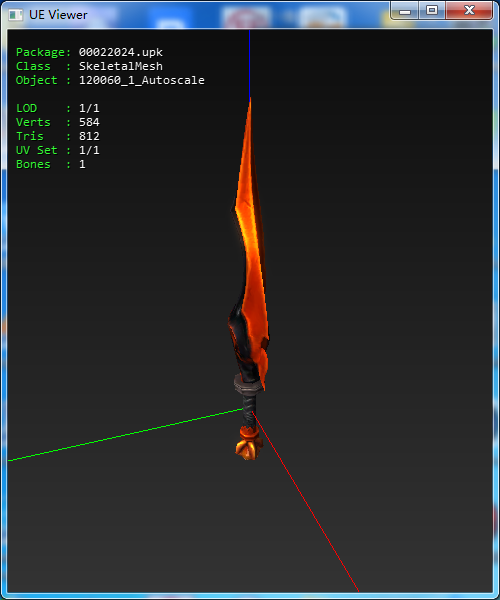 UE Viewer
Package: 00022024.upk
Class : SkeletalMesh
Object : 120060_1_Autoscale
LOD : 1/1
Verts : 584
Tris : 812
UV Set : 1/1
Bones : 1